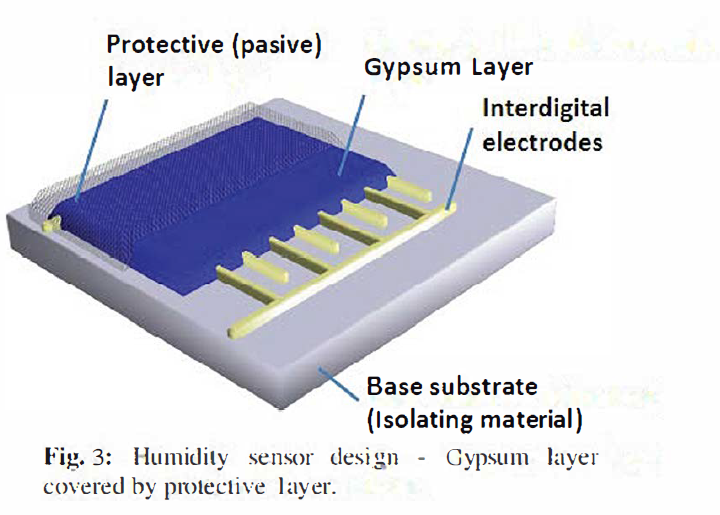 Protective (pasive)
layer
Gypsum Layer
Interdigital
electrodes
Base substrate
(Isolating material)
Fig. 3: Humidity sensor design - Gypsum layer
covered by protective layer.